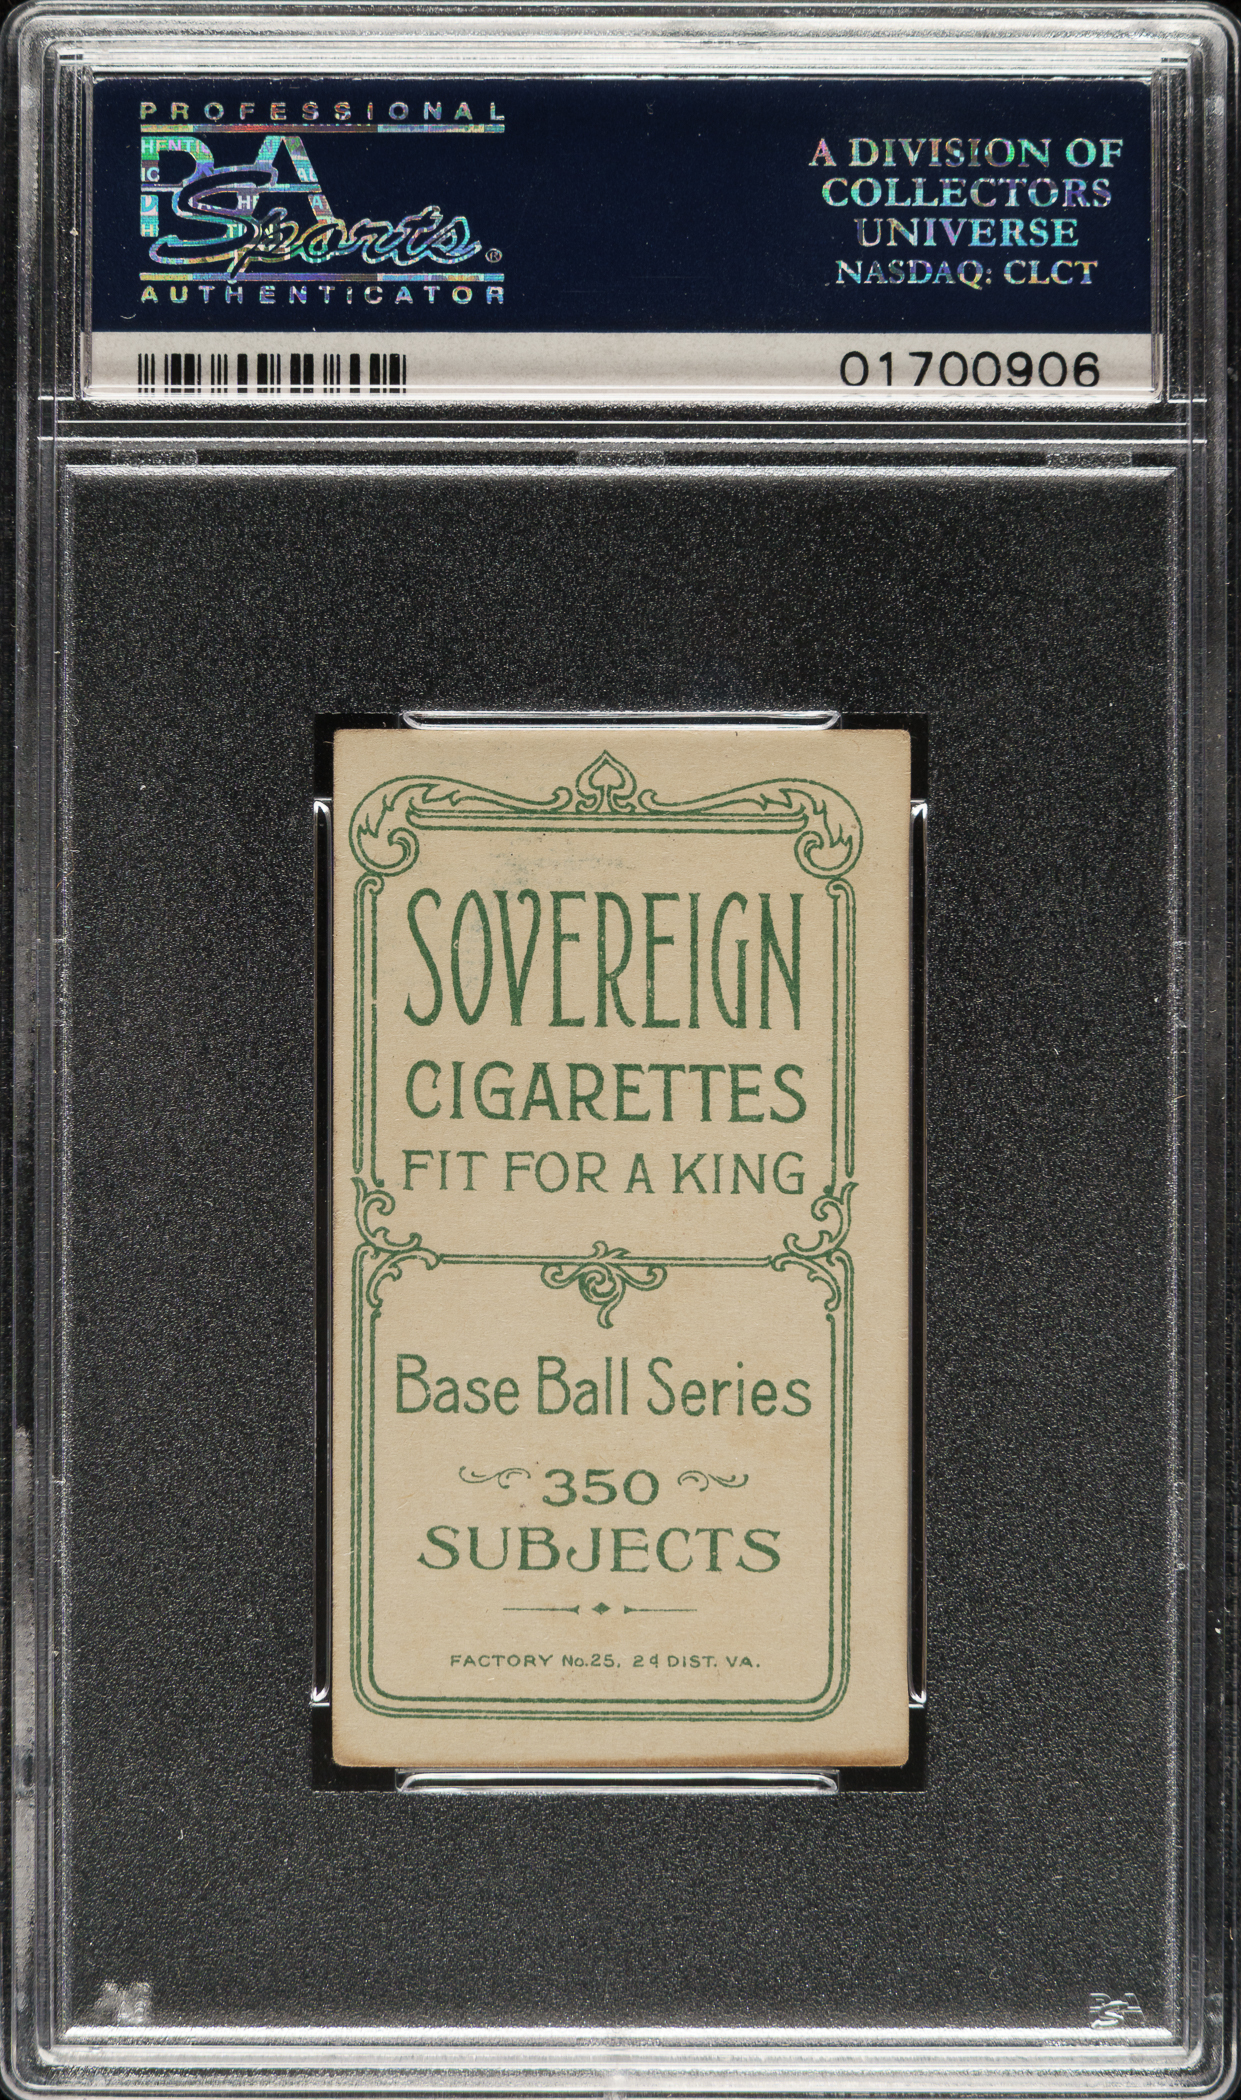 PROFESSIONAL
PSA
Sports®
AUTHENTICATOR
A DIVISION OF
COLLECTORS
UNIVERSE
NASDAQ: CLCT
01700906
SOVEREIGN
CIGARETTES
FIT FOR A KING
Base Ball Series
350
SUBJECTS
FACTORY No.25, 2d DIST. VA.
PSA